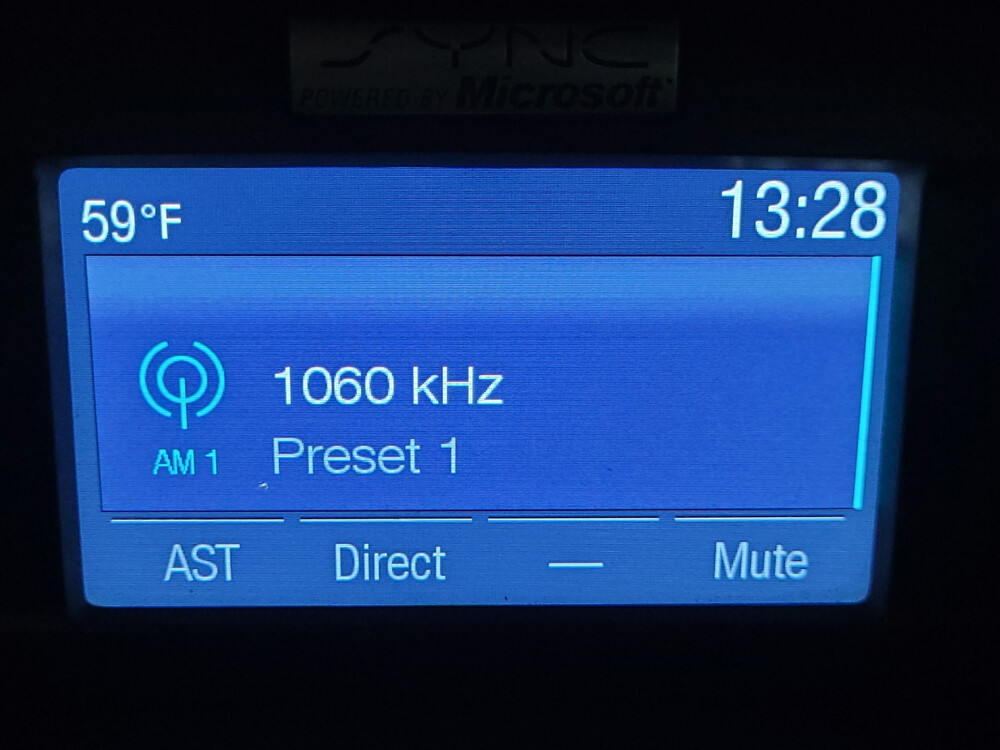 SYNC
POWERED BY Microsoft
59°F 13:28
1060 kHz
AM 1 Preset 1
AST Direct — Mute